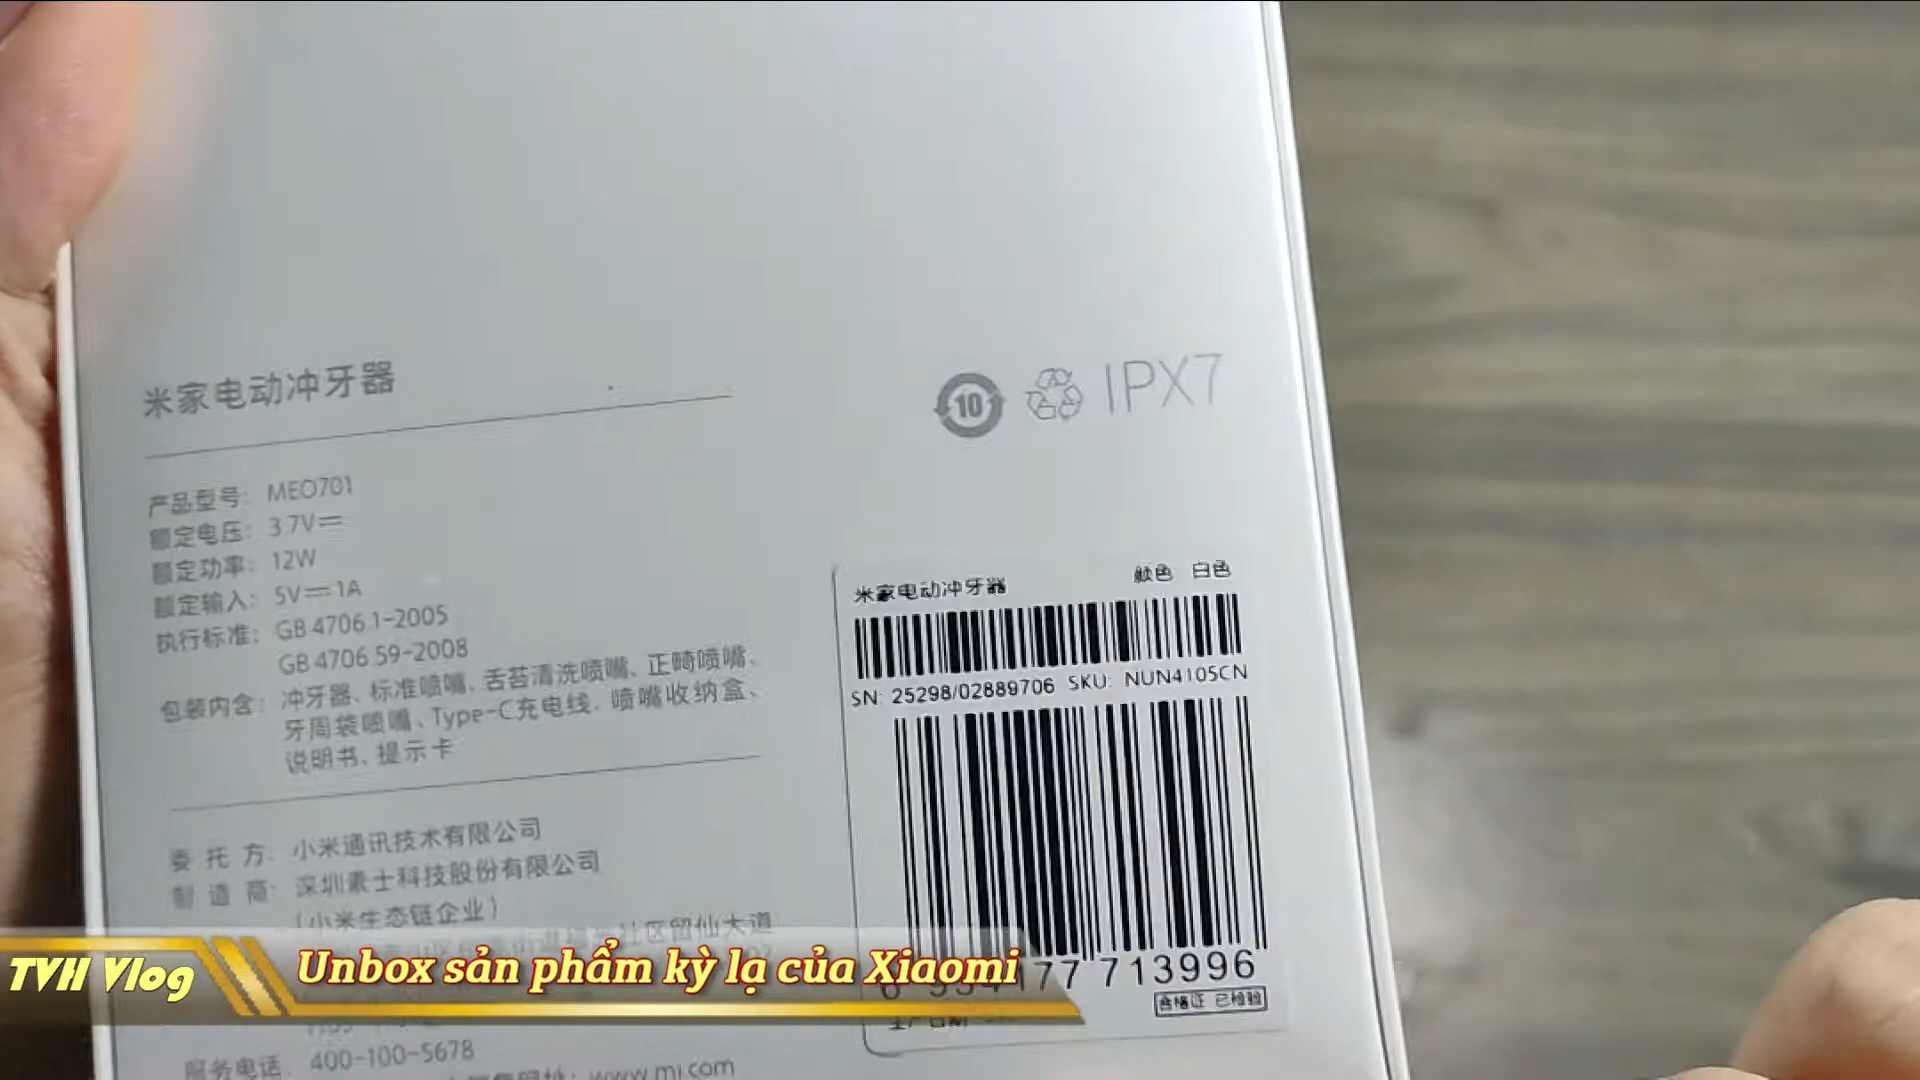 米家电动冲牙器
10 IPX7
产品型号: MEO701
额定电压: 3.7V⎓
额定功率: 12W
额定输入: 5V⎓1A
执行标准: GB 4706.1-2005
GB 4706.59-2008
包装内含: 冲牙器、标准喷嘴、舌苔清洗喷嘴、正畸喷嘴、
牙周袋喷嘴、Type-C充电线、喷嘴收纳盒、
说明书、提示卡
委托方: 小米通讯技术有限公司
制造商: 深圳素士科技股份有限公司
(小米生态链企业)
社区留仙大道
服务电话: 400-100-5678
www.mi.com
米家电动冲牙器 颜色 白色
SN: 25298/02889706 SKU: NUN4105CN
77 713996
合格证 已检验
生产日期
TVH Vlog
Unbox sản phẩm kỳ lạ của Xiaomi